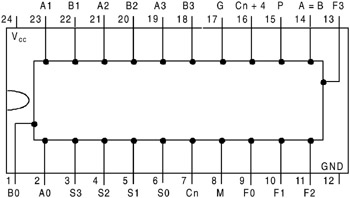 A1 B1 A2 B2 A3 B3 G Cn + 4 P A = B F3
24 23 22 21 20 19 18 17 16 15 14 13
Vcc
GND
1 2 3 4 5 6 7 8 9 10 11 12
B0 A0 S3 S2 S1 S0 Cn M F0 F1 F2